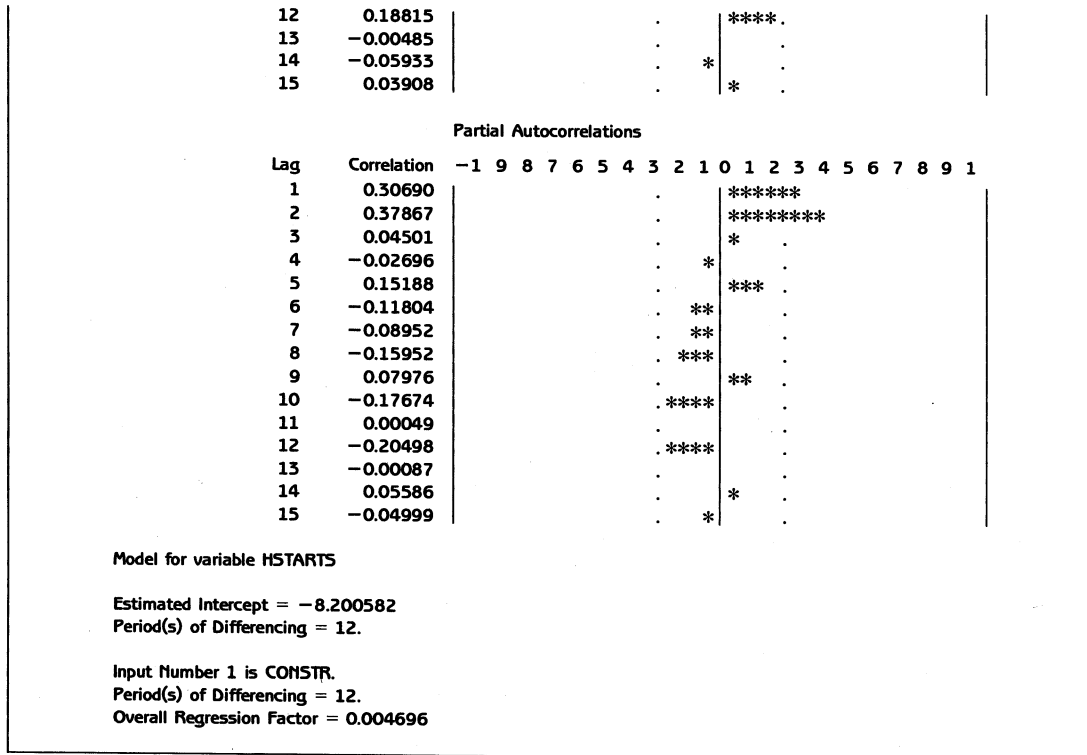 12 0.18815 . |**** .
13 −0.00485 . | .
14 −0.05933 . *| .
15 0.03908 . |* .
Partial Autocorrelations
Lag Correlation −1 9 8 7 6 5 4 3 2 1 0 1 2 3 4 5 6 7 8 9 1
1 0.30690 . |******
2 0.37867 . |********
3 0.04501 . |* .
4 −0.02696 . *| .
5 0.15188 . |*** .
6 −0.11804 . **| .
7 −0.08952 . **| .
8 −0.15952 . ***| .
9 0.07976 . |** .
10 −0.17674 .****| .
11 0.00049 . | .
12 −0.20498 .****| .
13 −0.00087 . | .
14 0.05586 . |* .
15 −0.04999 . *| .
Model for variable HSTARTS
Estimated Intercept = −8.200582
Period(s) of Differencing = 12.
Input Number 1 is CONSTR.
Period(s) of Differencing = 12.
Overall Regression Factor = 0.004696